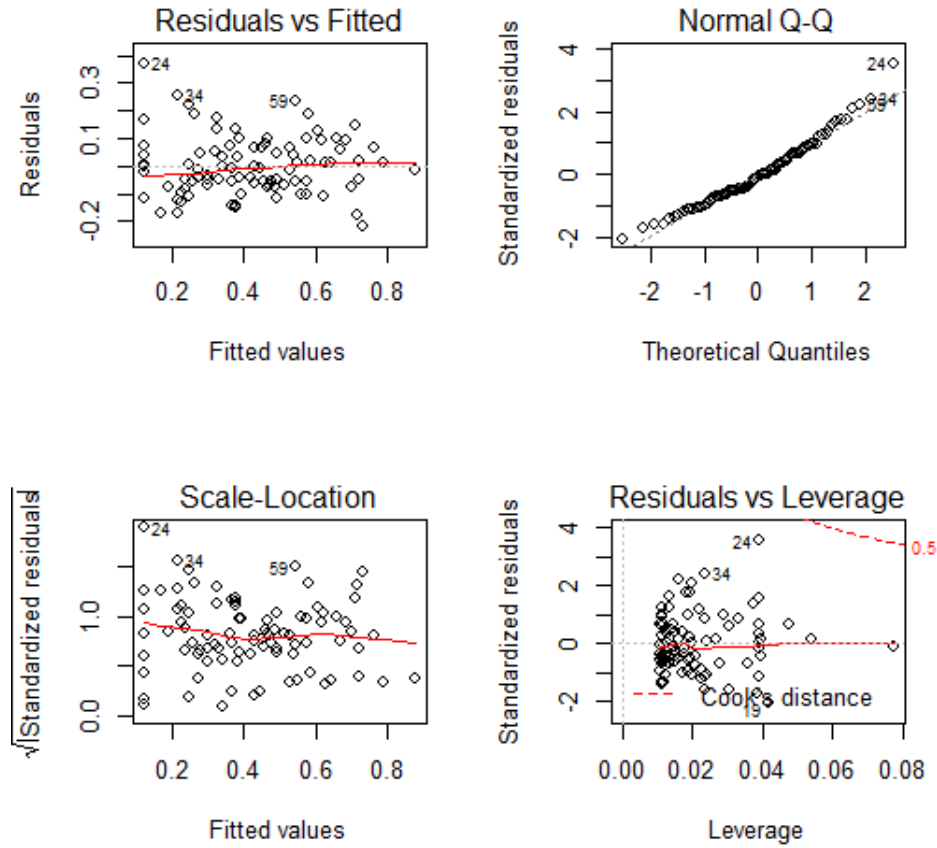 Residuals vs Fitted
Residuals
0.3
0.1
-0.2
24
34
59
0.2 0.4 0.6 0.8
Fitted values
Normal Q-Q
Standardized residuals
4
2
0
-2
24
34
59
-2 -1 0 1 2
Theoretical Quantiles
Scale-Location
√|Standardized residuals|
1.0
0.0
24
34
59
0.2 0.4 0.6 0.8
Fitted values
Residuals vs Leverage
Standardized residuals
4
2
0
-2
24
34
0.5
Cook's distance
19
0.00 0.02 0.04 0.06 0.08
Leverage